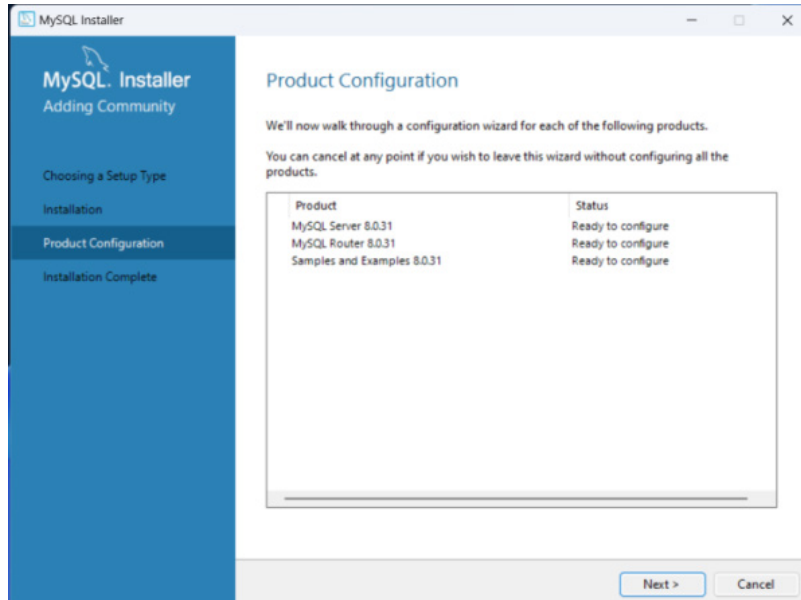 MySQL Installer
MySQL. Installer
Adding Community
Choosing a Setup Type
Installation
Product Configuration
Installation Complete
Product Configuration
We'll now walk through a configuration wizard for each of the following products.
You can cancel at any point if you wish to leave this wizard without configuring all the
products.
Product Status
MySQL Server 8.0.31 Ready to configure
MySQL Router 8.0.31 Ready to configure
Samples and Examples 8.0.31 Ready to configure
Next > Cancel